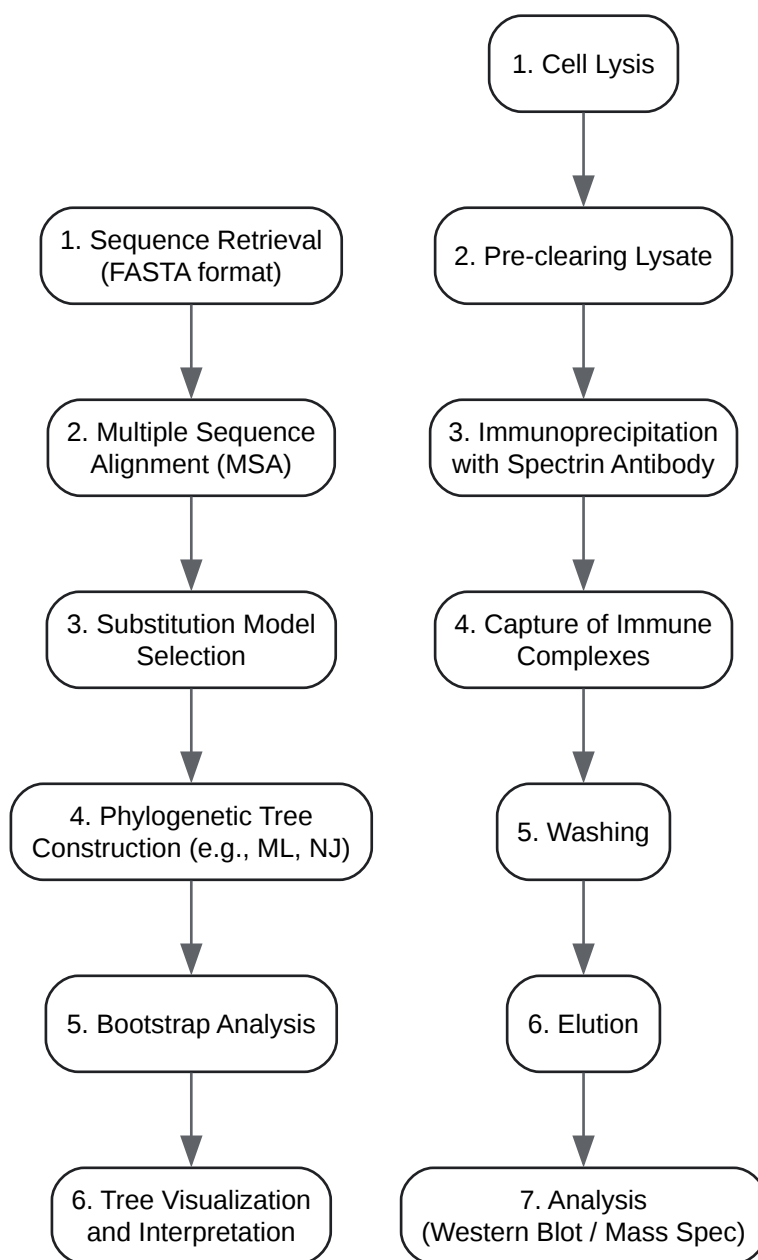 1. Sequence Retrieval
(FASTA format)
2. Multiple Sequence
Alignment (MSA)
3. Substitution Model
Selection
4. Phylogenetic Tree
Construction (e.g., ML, NJ)
5. Bootstrap Analysis
6. Tree Visualization
and Interpretation
1. Cell Lysis
2. Pre-clearing Lysate
3. Immunoprecipitation
with Spectrin Antibody
4. Capture of Immune
Complexes
5. Washing
6. Elution
7. Analysis
(Western Blot / Mass Spec)